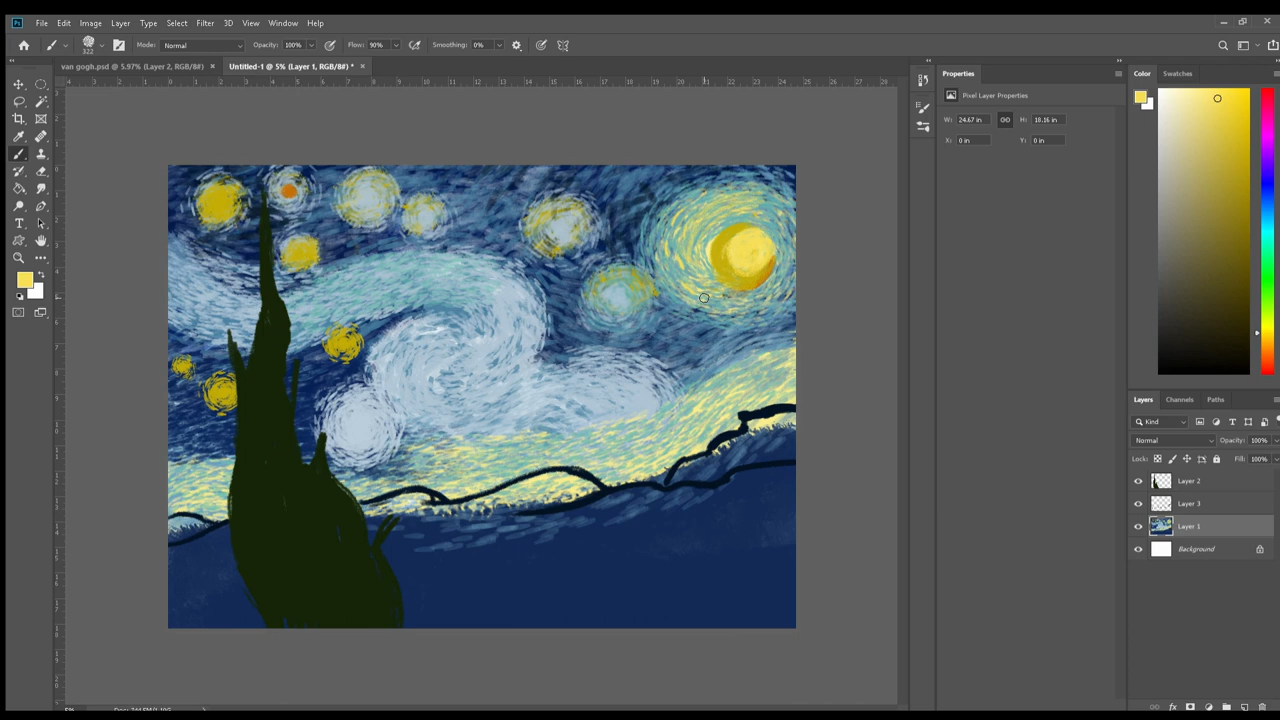 Ps File Edit Image Layer Type Select Filter 3D View Window Help
322 Mode: Normal Opacity: 100% Flow: 90% Smoothing: 0%
van gogh.psd @ 5.97% (Layer 2, RGB/8#) × Untitled-1 @ 5% (Layer 1, RGB/8#) * ×
Properties
Pixel Layer Properties
W: 24.67 in H: 18.16 in
X: 0 in Y: 0 in
Color Swatches
Layers Channels Paths
Kind
Normal Opacity: 100%
Lock: Fill: 100%
Layer 2
Layer 3
Layer 1
Background